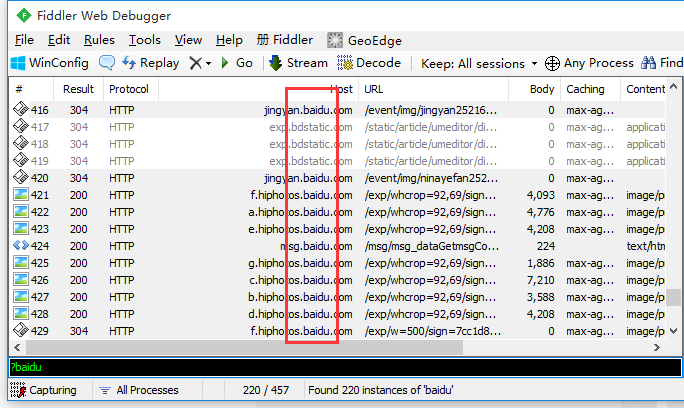 Fiddler Web Debugger
File Edit Rules Tools View Help 册 Fiddler GeoEdge
WinConfig Replay Go Stream Decode Keep: All sessions Any Process Find
# Result Protocol Host URL Body Caching Content
416 304 HTTP jingyan.baidu.com /event/img/jingyan25216... 0 max-ag...
417 304 HTTP exp.bdstatic.com /static/article/umeditor/di... 0 max-ag... applicati
418 304 HTTP exp.bdstatic.com /static/article/umeditor/di... 0 max-ag... applicati
419 304 HTTP exp.bdstatic.com /static/article/umeditor/di... 0 max-ag... applicati
420 304 HTTP jingyan.baidu.com /event/img/ninayefan252... 0 max-ag...
421 200 HTTP f.hiphotos.baidu.com /exp/whcrop=92,69/sign... 4,093 max-ag... image/p
422 200 HTTP a.hiphotos.baidu.com /exp/whcrop=92,69/sign... 4,776 max-ag... image/p
423 200 HTTP e.hiphotos.baidu.com /exp/whcrop=92,69/sign... 4,208 max-ag... image/p
424 200 HTTP msg.baidu.com /msg/msg_dataGetmsgCo... 224 text/htm
425 200 HTTP g.hiphotos.baidu.com /exp/whcrop=92,69/sign... 1,886 max-ag... image/p
426 200 HTTP c.hiphotos.baidu.com /exp/whcrop=92,69/sign... 7,210 max-ag... image/p
427 200 HTTP b.hiphotos.baidu.com /exp/whcrop=92,69/sign... 3,588 max-ag... image/p
428 200 HTTP d.hiphotos.baidu.com /exp/whcrop=92,69/sign... 4,208 max-ag... image/p
429 304 HTTP f.hiphotos.baidu.com /exp/w=500/sign=7cc1d8... 0 max-ag... image/p
?baidu
Capturing All Processes 220 / 457 Found 220 instances of 'baidu'